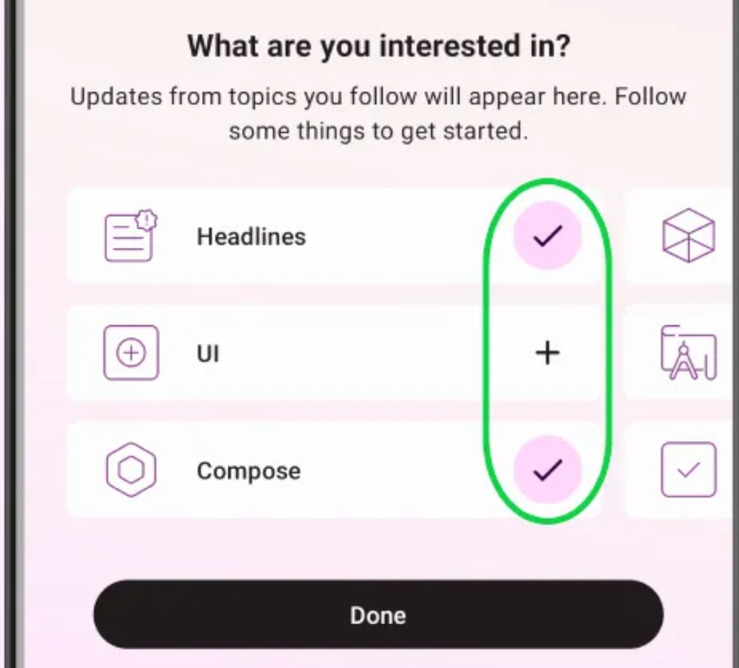 What are you interested in?
Updates from topics you follow will appear here. Follow
some things to get started.
Headlines
UI
Compose
Done